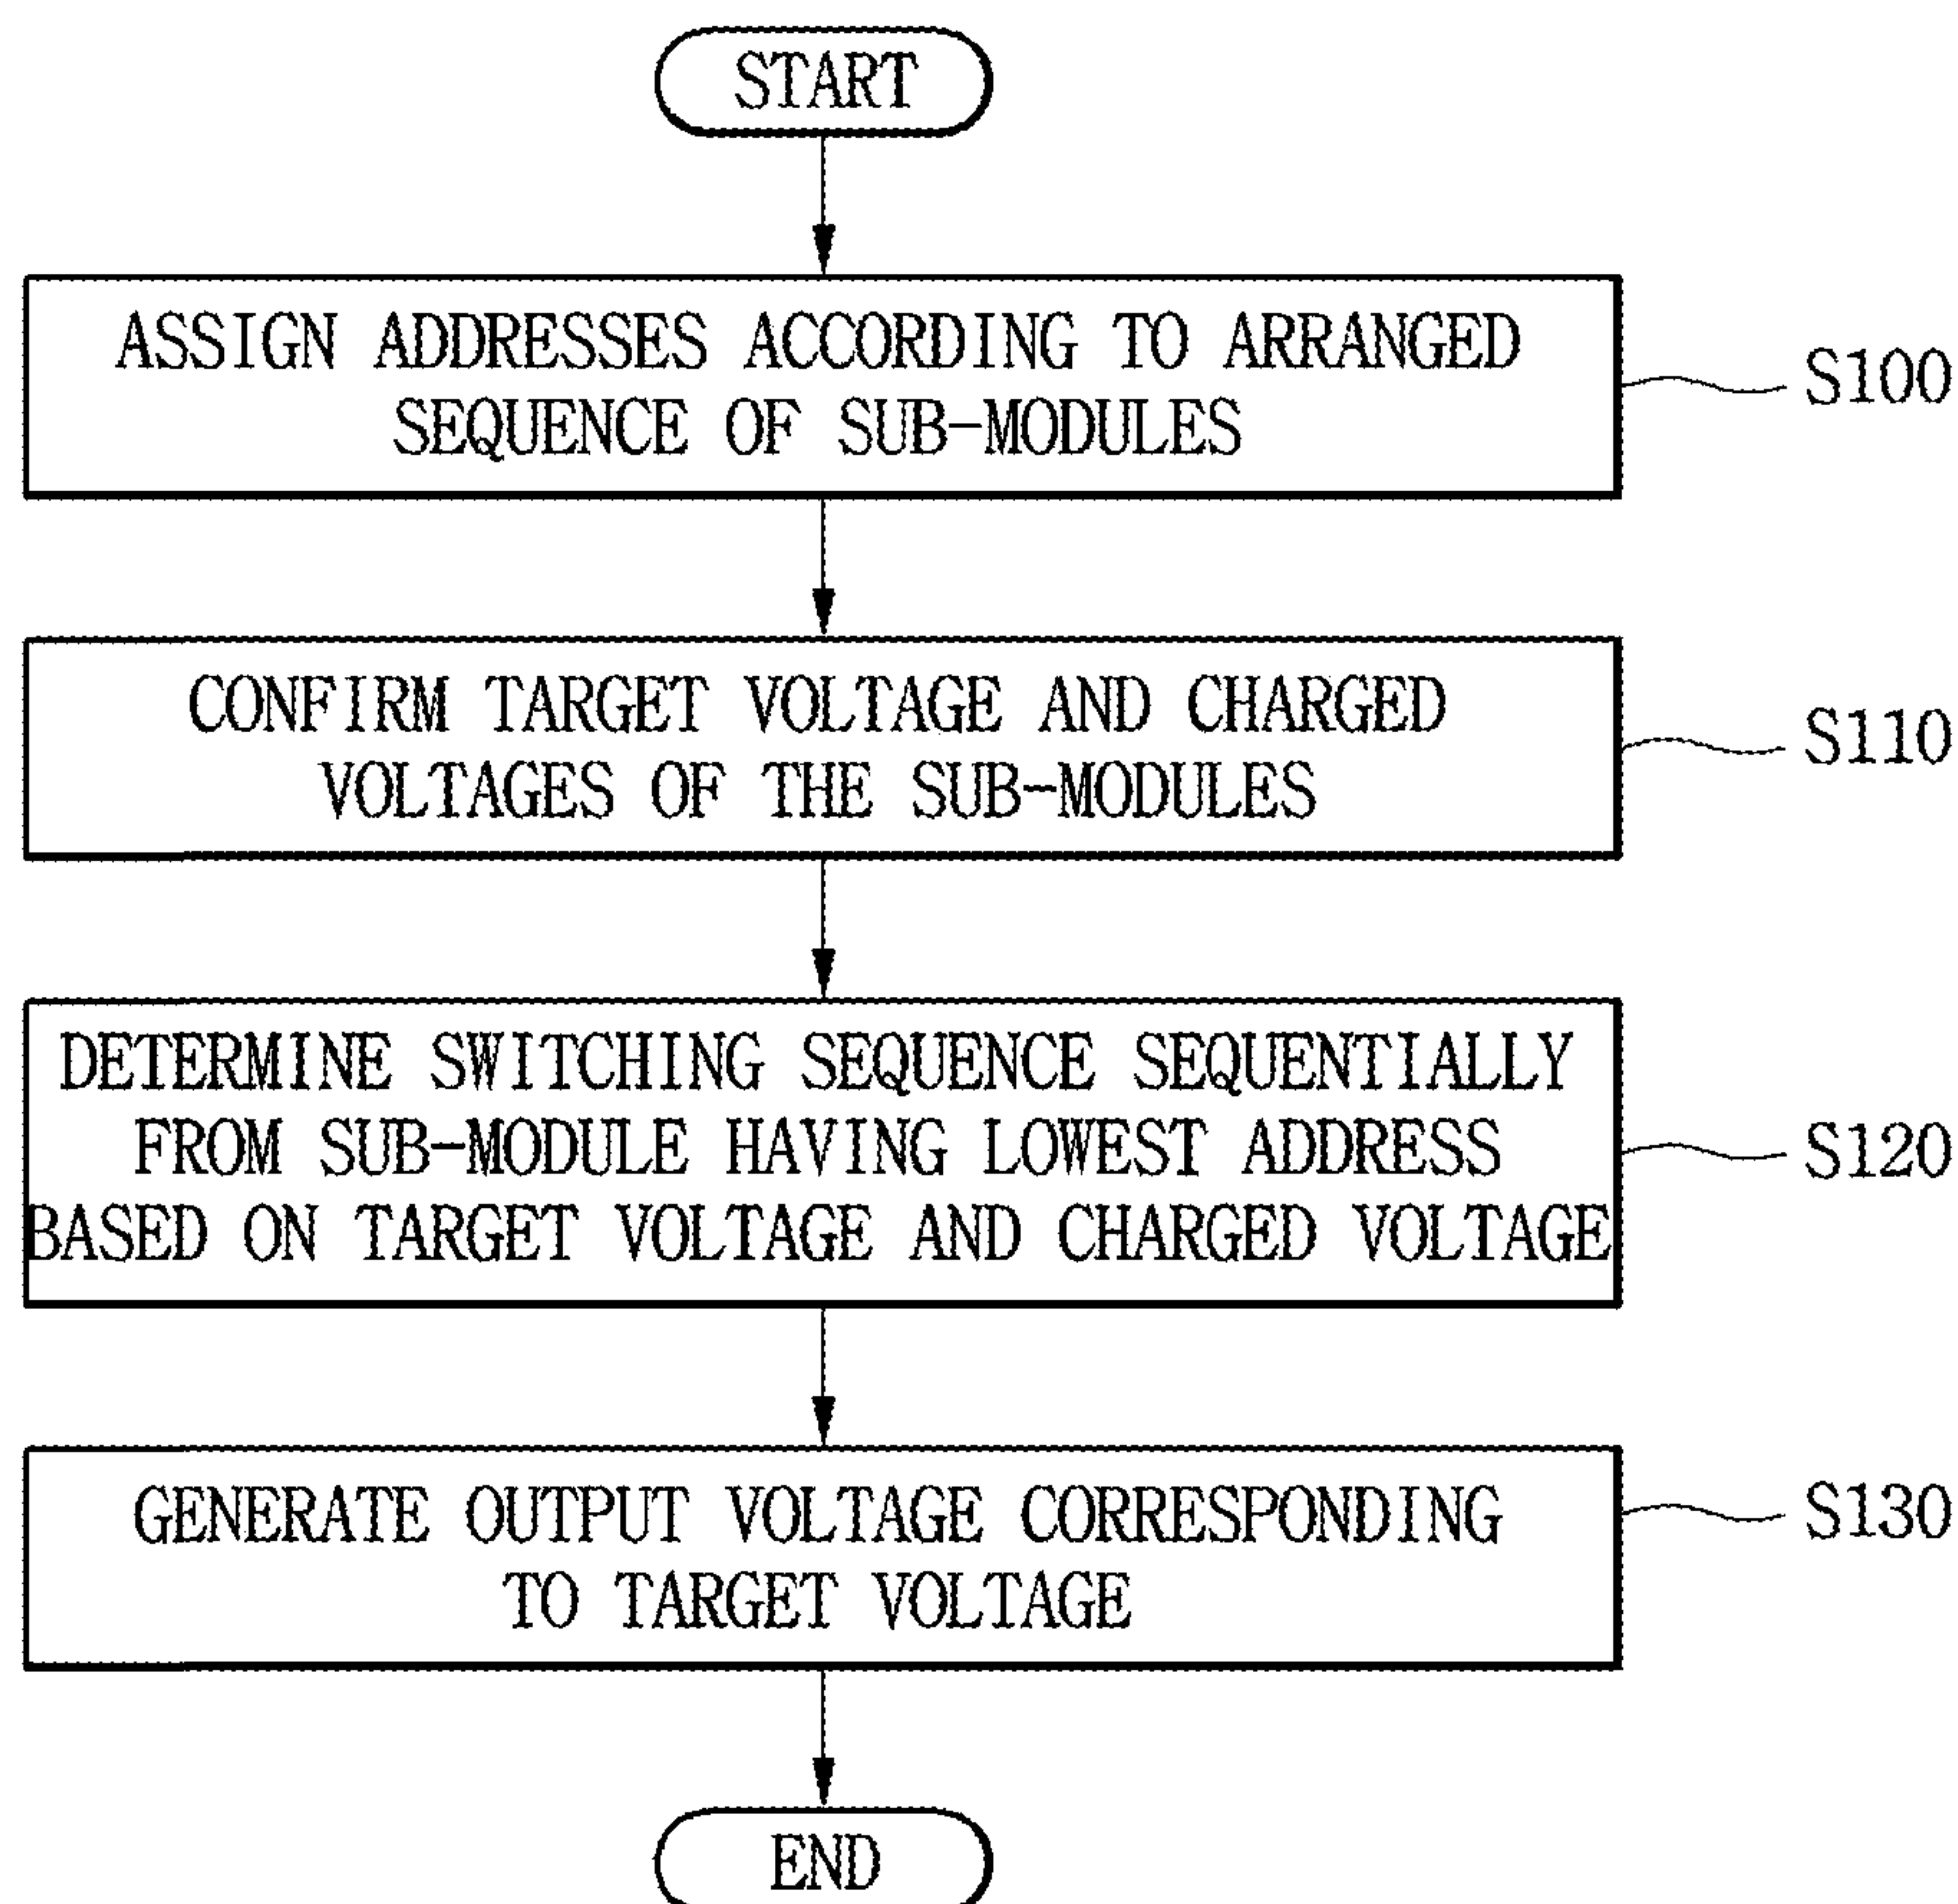 START
ASSIGN ADDRESSES ACCORDING TO ARRANGED
SEQUENCE OF SUB-MODULES
S100
CONFIRM TARGET VOLTAGE AND CHARGED
VOLTAGES OF THE SUB-MODULES
S110
DETERMINE SWITCHING SEQUENCE SEQUENTIALLY
FROM SUB-MODULE HAVING LOWEST ADDRESS
BASED ON TARGET VOLTAGE AND CHARGED VOLTAGE
S120
GENERATE OUTPUT VOLTAGE CORRESPONDING
TO TARGET VOLTAGE
S130
END